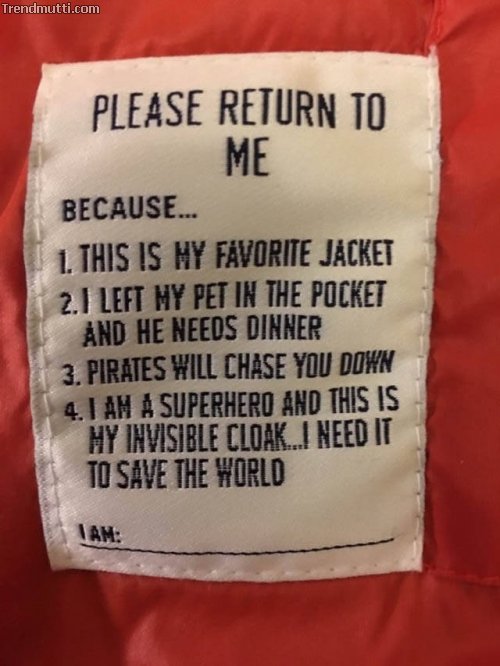 Trendmutti.com
PLEASE RETURN TO
ME
BECAUSE...
1. THIS IS MY FAVORITE JACKET
2. I LEFT MY PET IN THE POCKET
AND HE NEEDS DINNER
3. PIRATES WILL CHASE YOU DOWN
4. I AM A SUPERHERO AND THIS IS
MY INVISIBLE CLOAK...I NEED IT
TO SAVE THE WORLD
I AM: